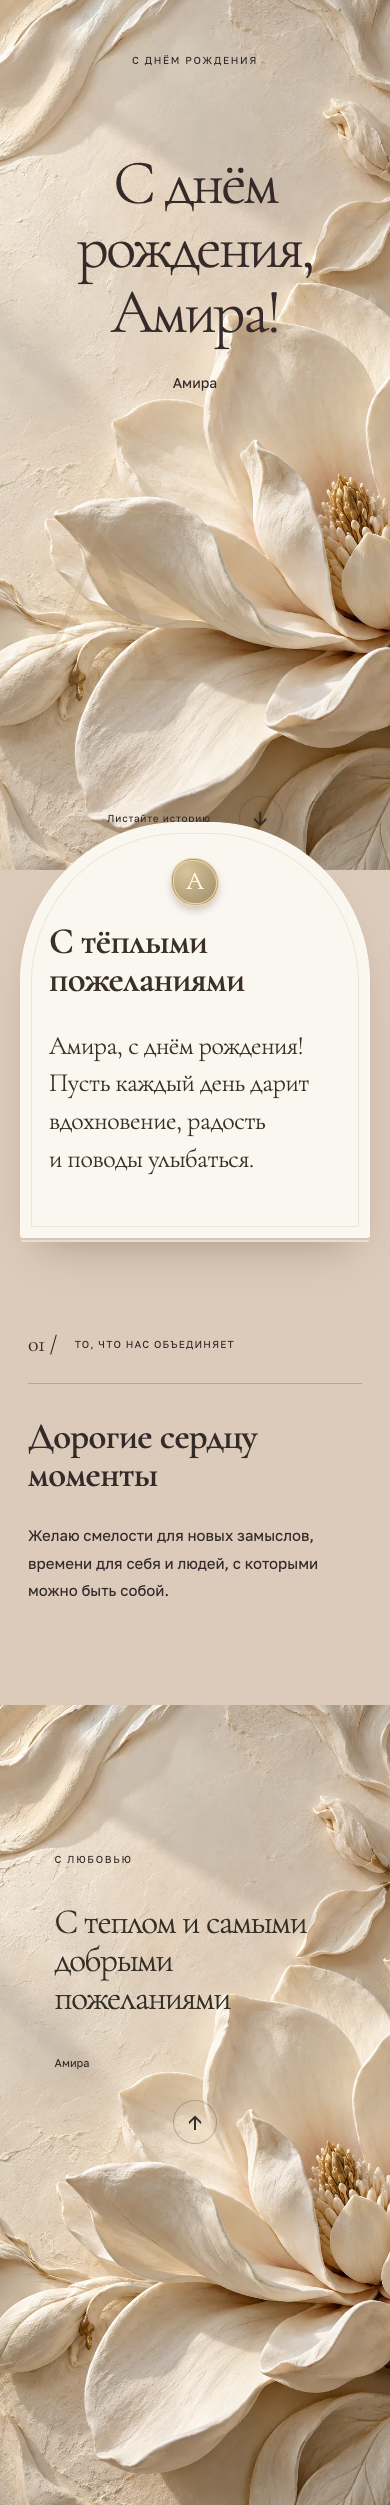 С ДНЁМ РОЖДЕНИЯ
С днём
рождения,
Амира!
Амира
Листайте историю
А
С тёплыми
пожеланиями
Амира, с днём рождения!
Пусть каждый день дарит
вдохновение, радость
и поводы улыбаться.
01 /
ТО, ЧТО НАС ОБЪЕДИНЯЕТ
Дорогие сердцу
моменты
Желаю смелости для новых замыслов,
времени для себя и людей, с которыми
можно быть собой.
С ЛЮБОВЬЮ
С теплом и самыми
добрыми
пожеланиями
Амира